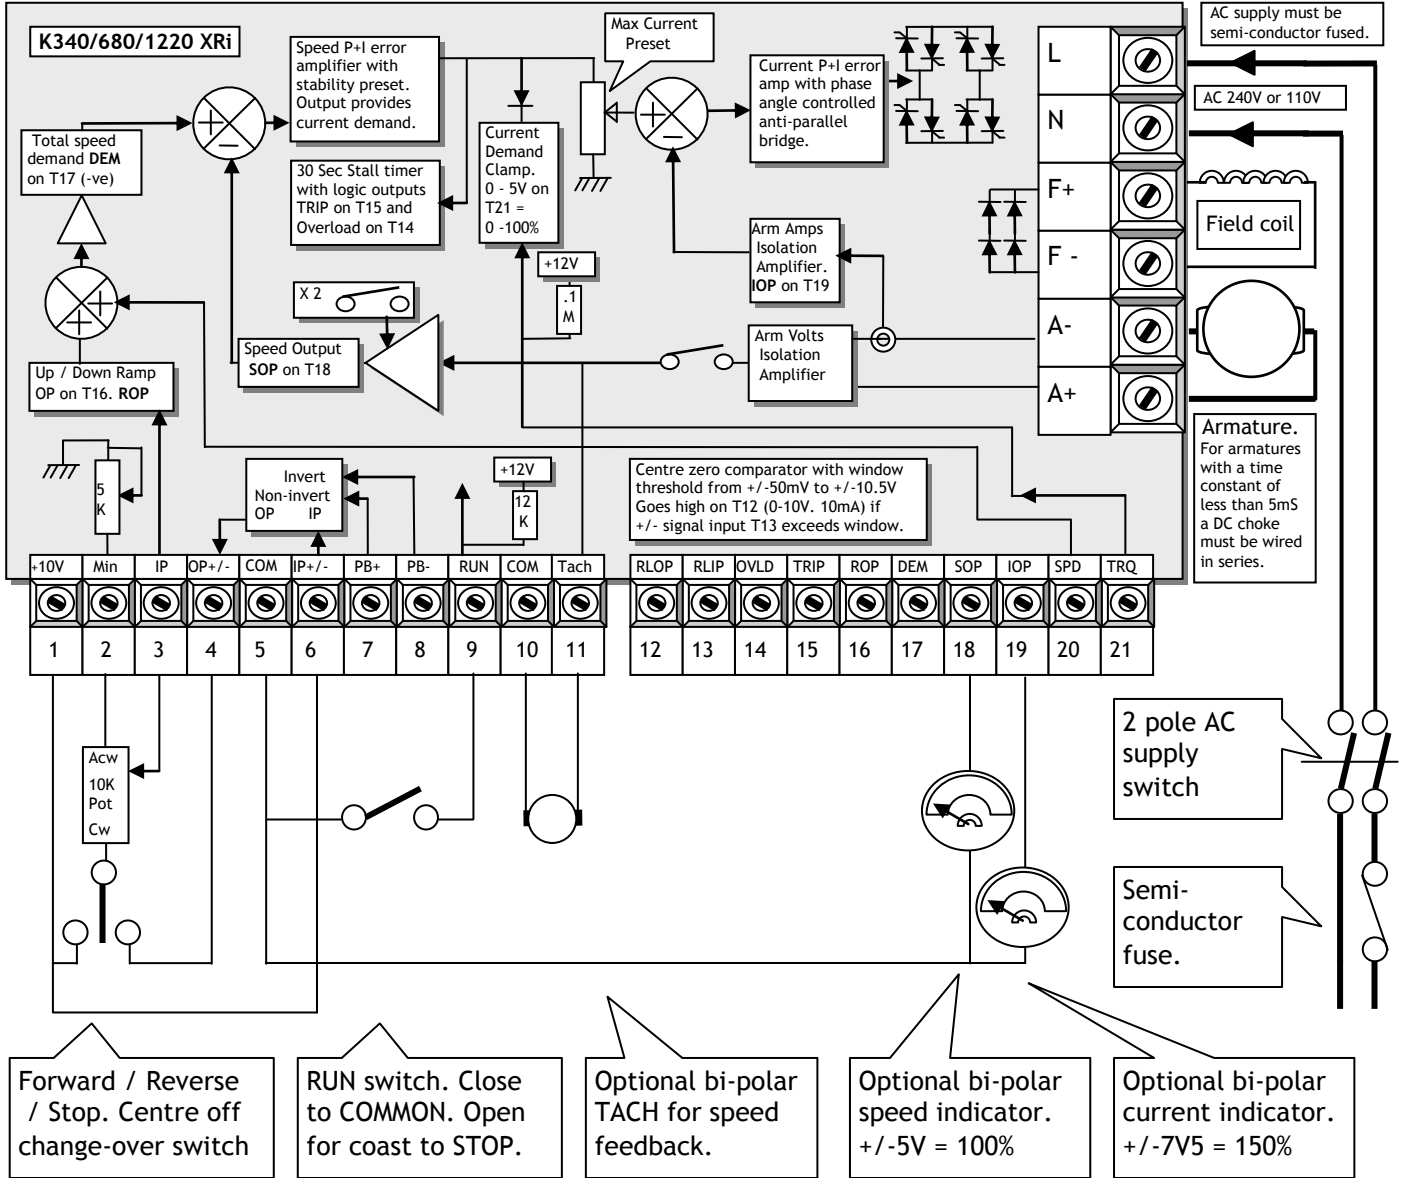 K340/680/1220 XRi
Speed P+I error
amplifier with
stability preset.
Output provides
current demand.
Max Current
Preset
Current P+I error
amp with phase
angle controlled
anti-parallel
bridge.
AC supply must be
semi-conductor fused.
AC 240V or 110V
L
N
F+
F -
A-
A+
Field coil
Total speed
demand DEM
on T17 (-ve)
30 Sec Stall timer
with logic outputs
TRIP on T15 and
Overload on T14
Current
Demand
Clamp.
0 - 5V on
T21 =
0 -100%
+12V
.1
M
X 2
Arm Amps
Isolation
Amplifier.
IOP on T19
Speed Output
SOP on T18
Arm Volts
Isolation
Amplifier
Up / Down Ramp
OP on T16. ROP
Armature.
For armatures
with a time
constant of
less than 5mS
a DC choke
must be wired
in series.
5
K
Invert
Non-invert
OP IP
+12V
12
K
Centre zero comparator with window
threshold from +/-50mV to +/-10.5V
Goes high on T12 (0-10V. 10mA) if
+/- signal input T13 exceeds window.
+10V Min IP OP+/- COM IP+/- PB+ PB- RUN COM Tach
RLOP RLIP OVLD TRIP ROP DEM SOP IOP SPD TRQ
1 2 3 4 5 6 7 8 9 10 11
12 13 14 15 16 17 18 19 20 21
Acw
10K
Pot
Cw
2 pole AC
supply
switch
Semi-
conductor
fuse.
Forward / Reverse
/ Stop. Centre off
change-over switch
RUN switch. Close
to COMMON. Open
for coast to STOP.
Optional bi-polar
TACH for speed
feedback.
Optional bi-polar
speed indicator.
+/-5V = 100%
Optional bi-polar
current indicator.
+/-7V5 = 150%